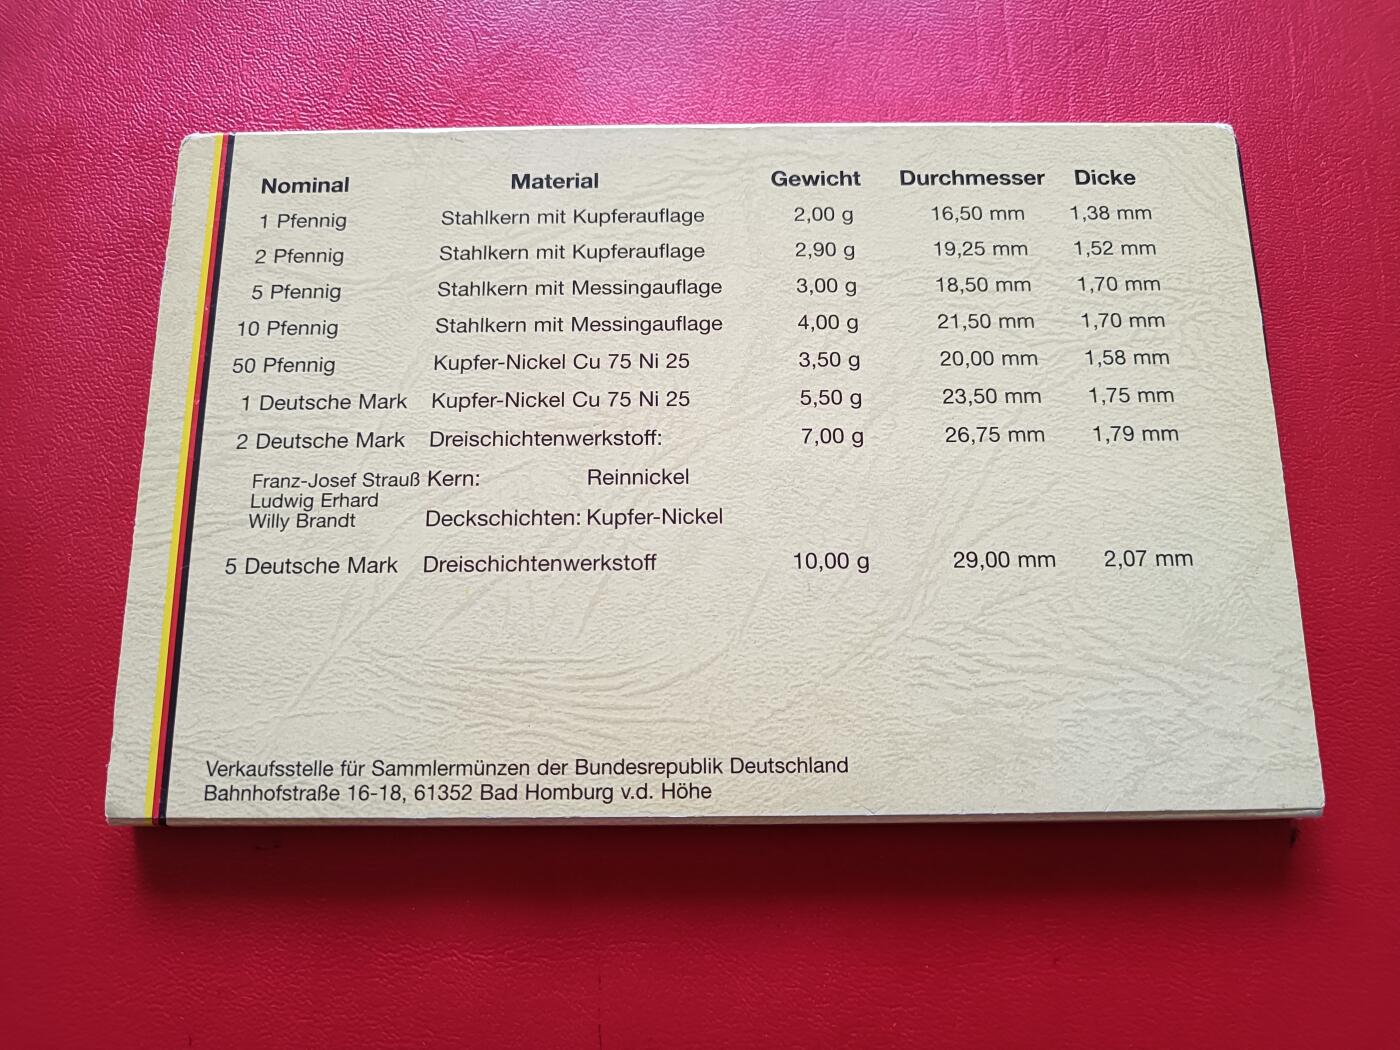 Nominal Material Gewicht Durchmesser Dicke
1 Pfennig Stahlkern mit Kupferauflage 2,00 g 16,50 mm 1,38 mm
2 Pfennig Stahlkern mit Kupferauflage 2,90 g 19,25 mm 1,52 mm
5 Pfennig Stahlkern mit Messingauflage 3,00 g 18,50 mm 1,70 mm
10 Pfennig Stahlkern mit Messingauflage 4,00 g 21,50 mm 1,70 mm
50 Pfennig Kupfer-Nickel Cu 75 Ni 25 3,50 g 20,00 mm 1,58 mm
1 Deutsche Mark Kupfer-Nickel Cu 75 Ni 25 5,50 g 23,50 mm 1,75 mm
2 Deutsche Mark Dreischichtenwerkstoff: 7,00 g 26,75 mm 1,79 mm
Franz-Josef Strauß Kern: Reinnickel
Ludwig Erhard
Willy Brandt Deckschichten: Kupfer-Nickel
5 Deutsche Mark Dreischichtenwerkstoff 10,00 g 29,00 mm 2,07 mm
Verkaufsstelle für Sammlermünzen der Bundesrepublik Deutschland
Bahnhofstraße 16-18, 61352 Bad Homburg v.d. Höhe